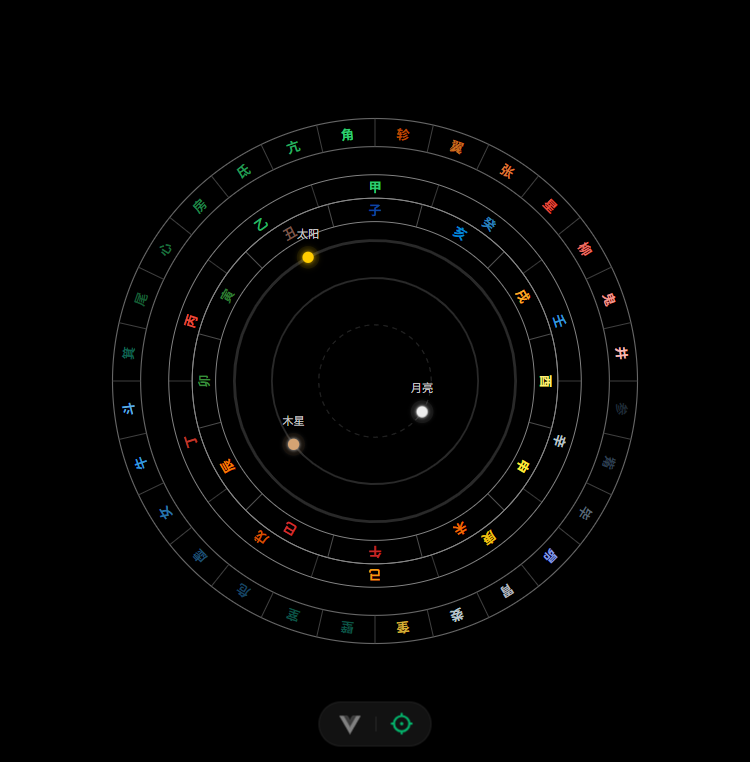 角
亢
氐
房
心
尾
箕
斗
牛
女
虚
危
室
壁
奎
娄
胃
昴
毕
觜
参
井
鬼
柳
星
张
翼
轸
甲
乙
丙
丁
戊
己
庚
辛
壬
癸
子
丑
寅
卯
辰
巳
午
未
申
酉
戌
亥
太阳
月亮
木星